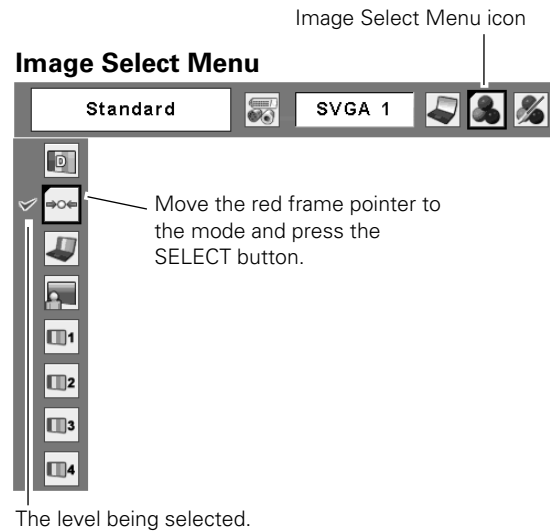 Image Select Menu icon
Image Select Menu
Standard
SVGA 1
D
Move the red frame pointer to
the mode and press the
SELECT button.
1
2
3
4
The level being selected.